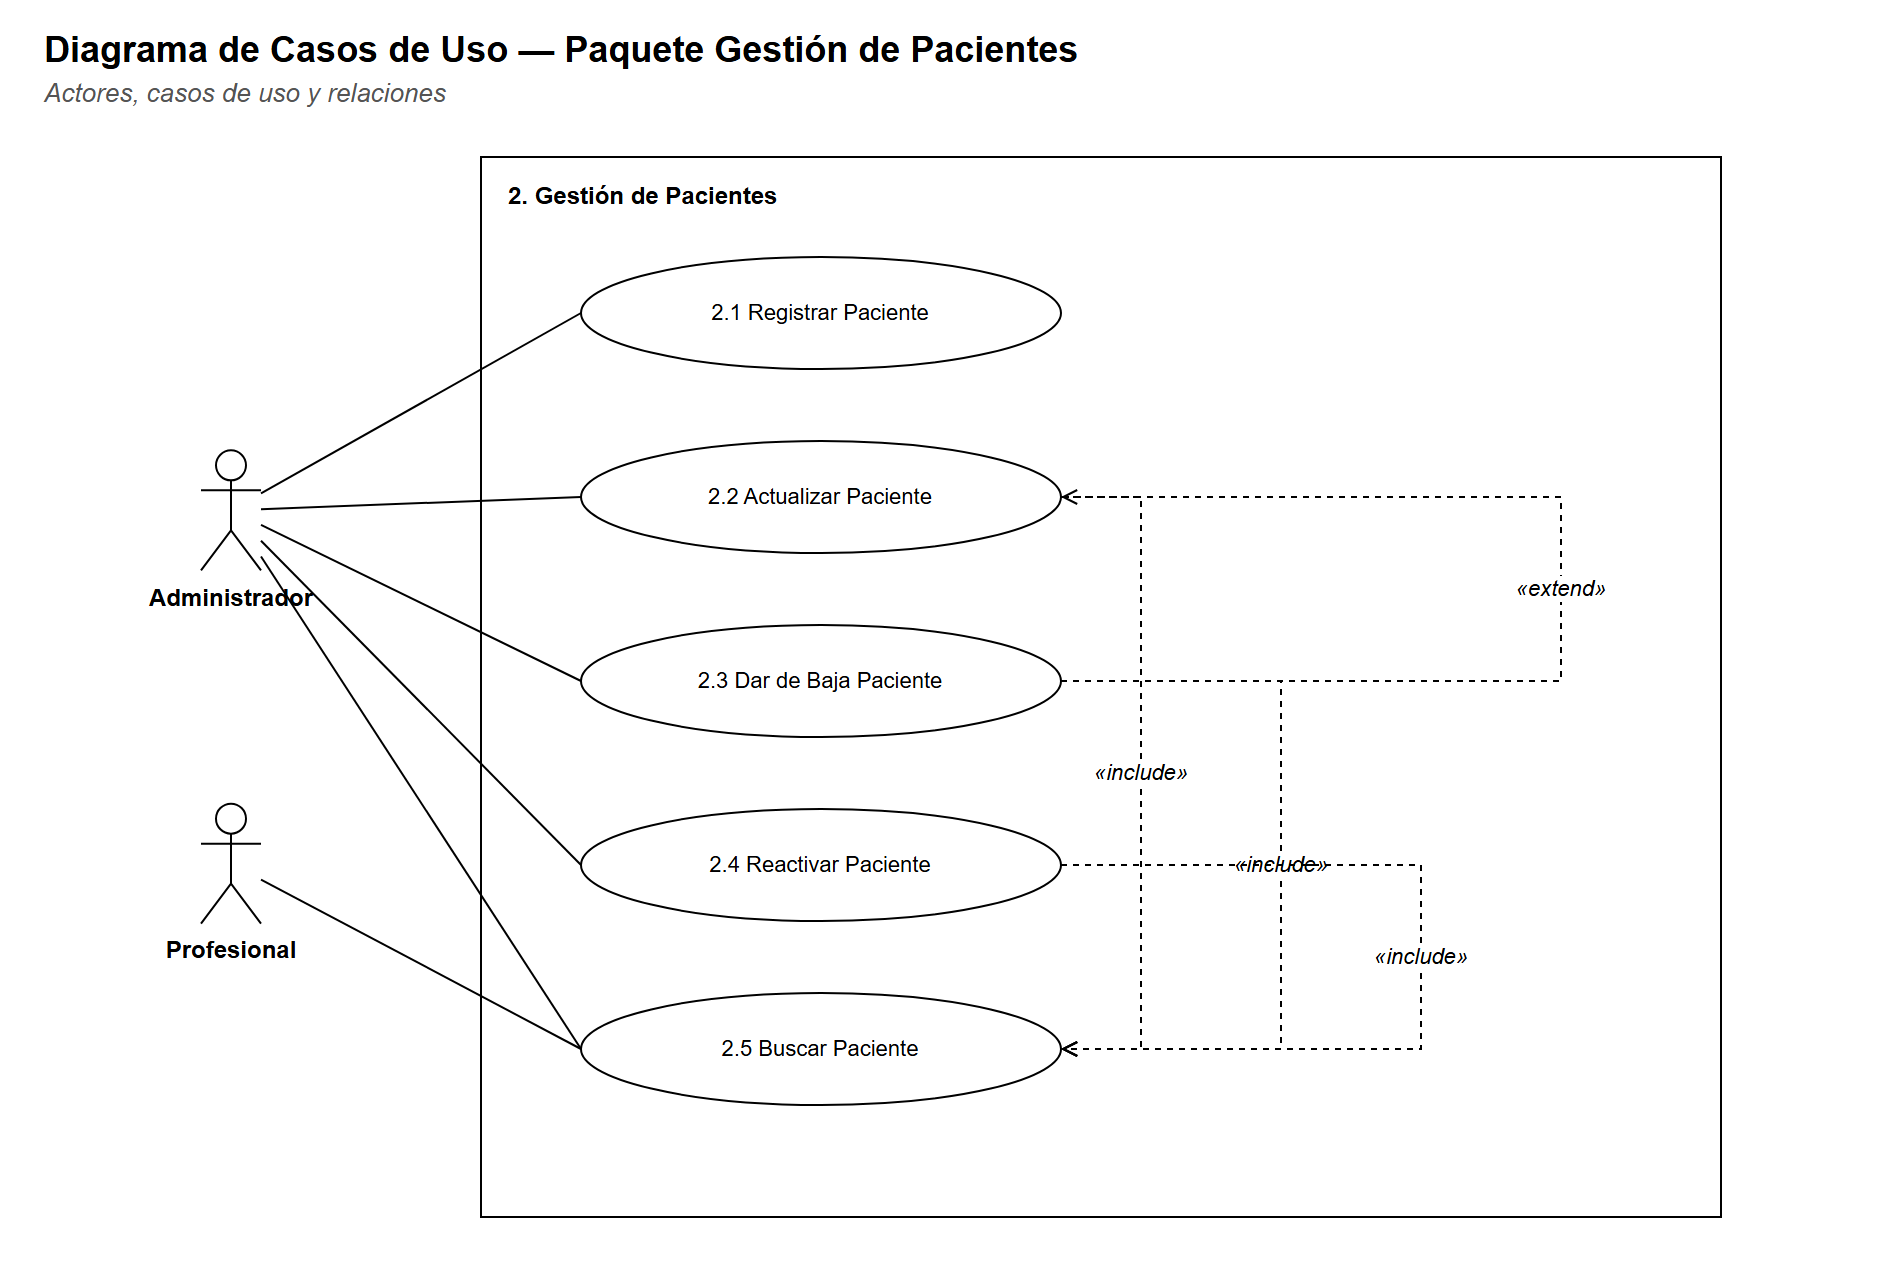 Diagrama de Casos de Uso — Paquete Gestión de Pacientes
Actores, casos de uso y relaciones
2. Gestión de Pacientes
2.1 Registrar Paciente
2.2 Actualizar Paciente
«extend»
Administrador
2.3 Dar de Baja Paciente
«include»
2.4 Reactivar Paciente
«include»
Profesional
«include»
2.5 Buscar Paciente